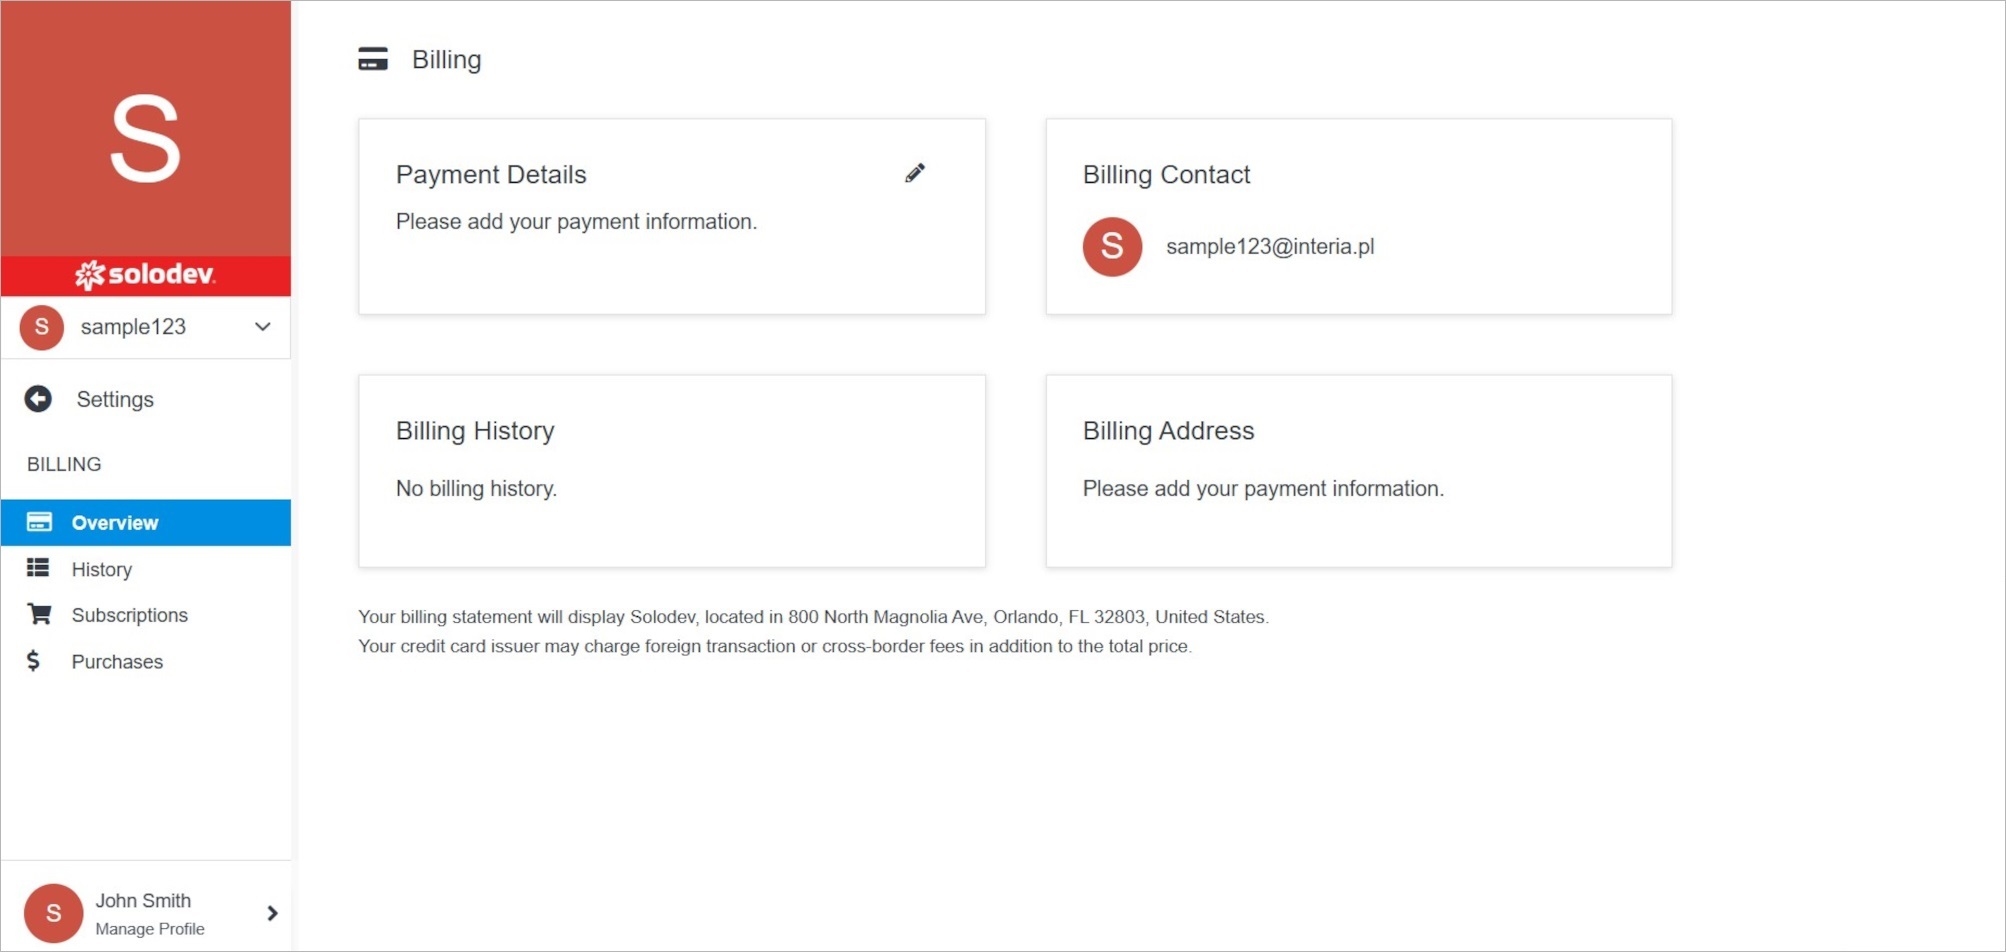 S
solodev
S sample123
Settings
BILLING
Overview
History
Subscriptions
Purchases
S John Smith
Manage Profile
Billing
Payment Details
Please add your payment information.
Billing Contact
S sample123@interia.pl
Billing History
No billing history.
Billing Address
Please add your payment information.
Your billing statement will display Solodev, located in 800 North Magnolia Ave, Orlando, FL 32803, United States.
Your credit card issuer may charge foreign transaction or cross-border fees in addition to the total price.